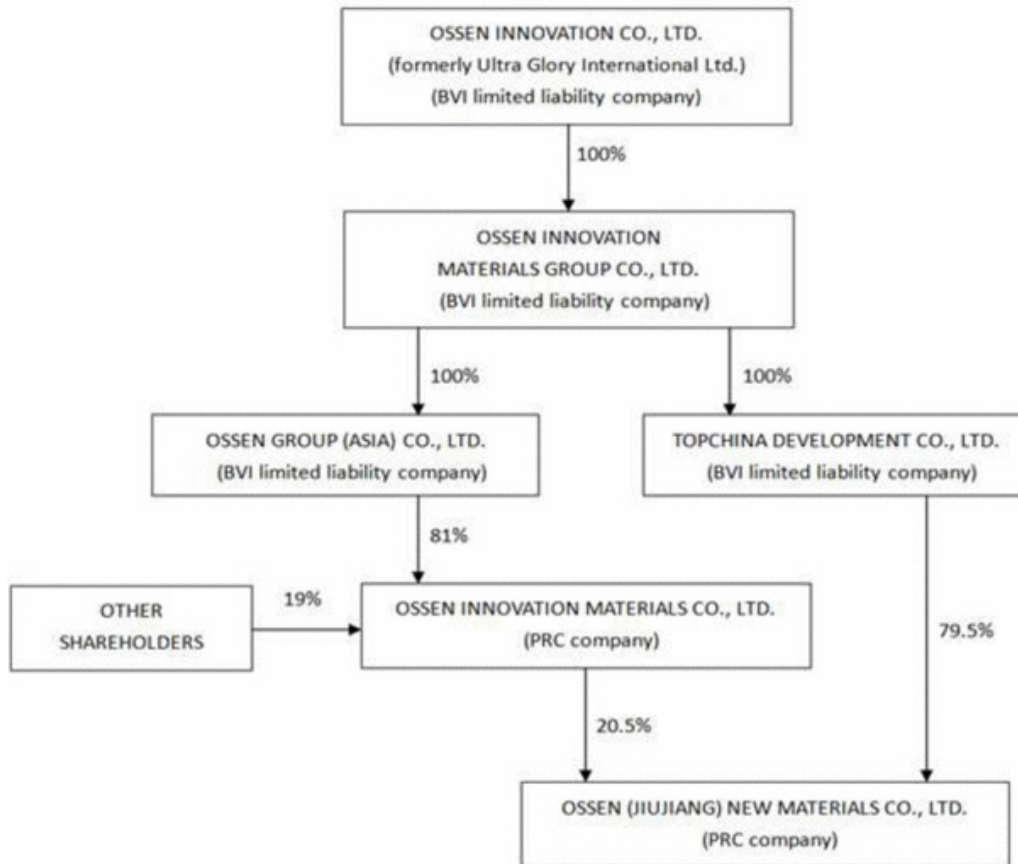 OSSEN INNOVATION CO., LTD.
(formerly Ultra Glory International Ltd.)
(BVI limited liability company)
100%
OSSEN INNOVATION
MATERIALS GROUP CO., LTD.
(BVI limited liability company)
100%
100%
OSSEN GROUP (ASIA) CO., LTD.
(BVI limited liability company)
TOPCHINA DEVELOPMENT CO., LTD.
(BVI limited liability company)
81%
OTHER
SHAREHOLDERS
19%
OSSEN INNOVATION MATERIALS CO., LTD.
(PRC company)
79.5%
20.5%
OSSEN (JIUJIANG) NEW MATERIALS CO., LTD.
(PRC company)